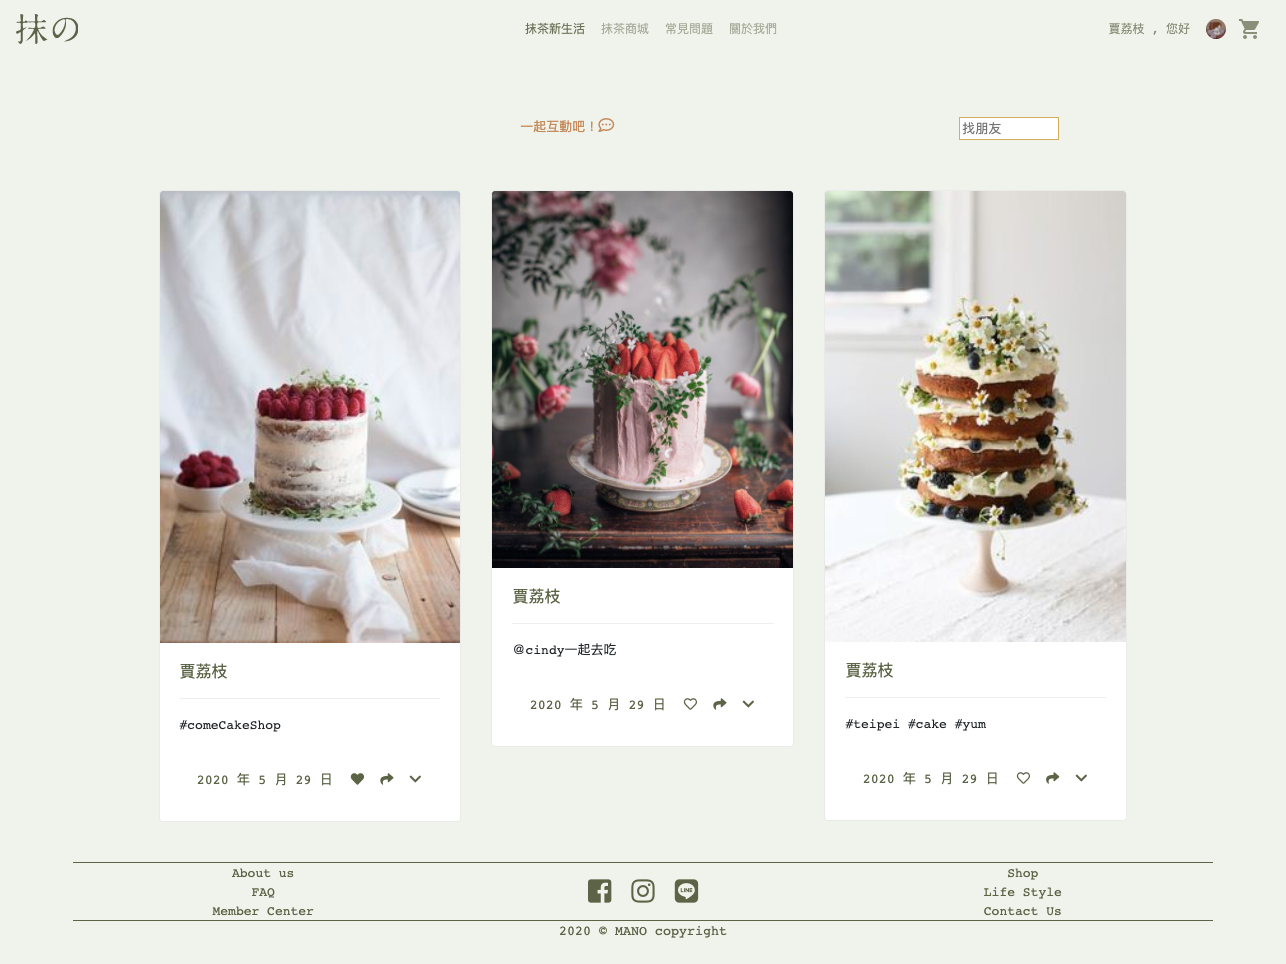 抹の
抹茶新生活 抹茶商城 常見問題 關於我們
賈荔枝 , 您好
一起互動吧！
找朋友
賈荔枝
#comeCakeShop
2020 年 5 月 29 日
賈荔枝
@cindy一起去吃
2020 年 5 月 29 日
賈荔枝
#teipei #cake #yum
2020 年 5 月 29 日
About us
FAQ
Member Center
LINE
Shop
Life Style
Contact Us
2020 © MANO copyright